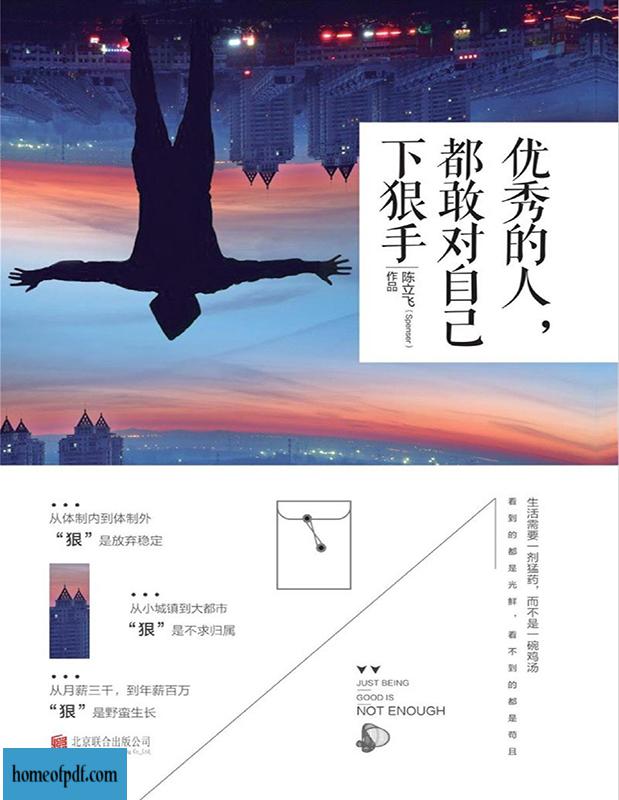 优秀的人，
都敢对自己
下狠手
陈立飞（Spenser）
作品
从体制内到体制外
“狠”是放弃稳定
从小城镇到大都市
“狠”是不求归属
从月薪三千，到年薪百万
“狠”是野蛮生长
生活需要一剂猛药，而不是一碗鸡汤
看到的都是光鲜，看不到的都是苟且
JUST BEING
GOOD IS
NOT ENOUGH
北京联合出版公司
Co.,Ltd.
homeofpdf.com